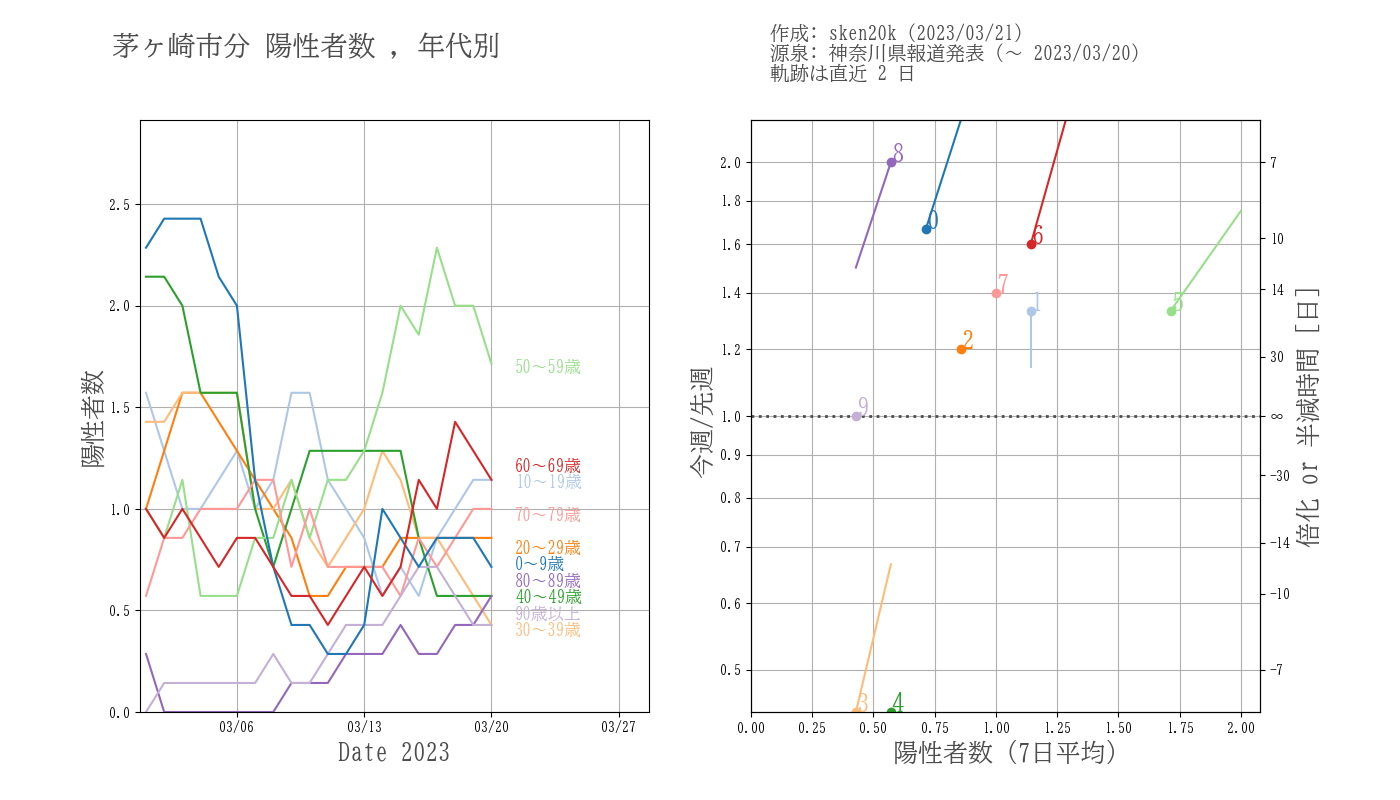 茅ヶ崎市分 陽性者数 , 年代別
作成: sken20k (2023/03/21)
源泉: 神奈川県報道発表 (〜 2023/03/20)
軌跡は直近 2 日
陽性者数
2.5
2.0
1.5
1.0
0.5
0.0
03/06
03/13
03/20
03/27
Date 2023
50〜59歳
60〜69歳
10〜19歳
70〜79歳
20〜29歳
0〜9歳
80〜89歳
40〜49歳
90歳以上
30〜39歳
今週/先週
2.0
1.8
1.6
1.4
1.2
1.0
0.9
0.8
0.7
0.6
0.5
8
0
6
7
1
5
2
9
3
4
0.00
0.25
0.50
0.75
1.00
1.25
1.50
1.75
2.00
陽性者数 (7日平均)
7
10
14
30
∞
−30
−14
−10
−7
倍化 or 半減時間 [日]